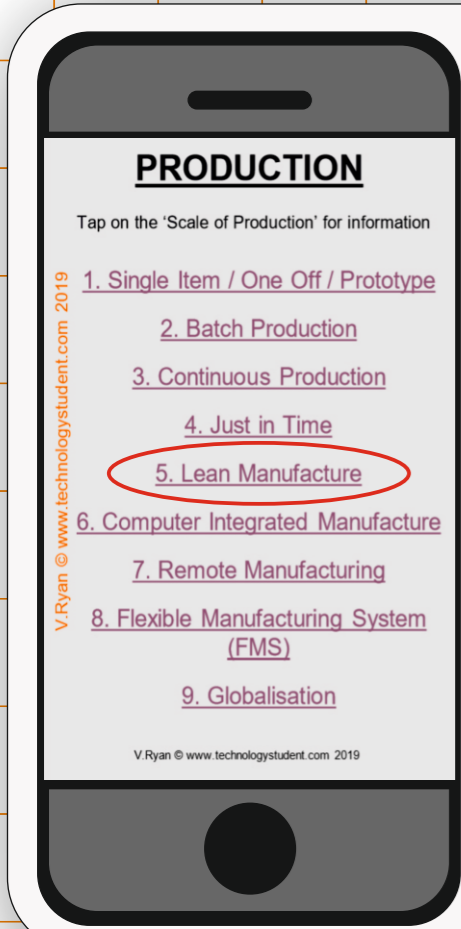 PRODUCTION
Tap on the ‘Scale of Production’ for information
1. Single Item / One Off / Prototype
2. Batch Production
3. Continuous Production
4. Just in Time
5. Lean Manufacture
6. Computer Integrated Manufacture
7. Remote Manufacturing
8. Flexible Manufacturing System
(FMS)
9. Globalisation
V.Ryan © www.technologystudent.com 2019
V.Ryan © www.technologystudent.com 2019